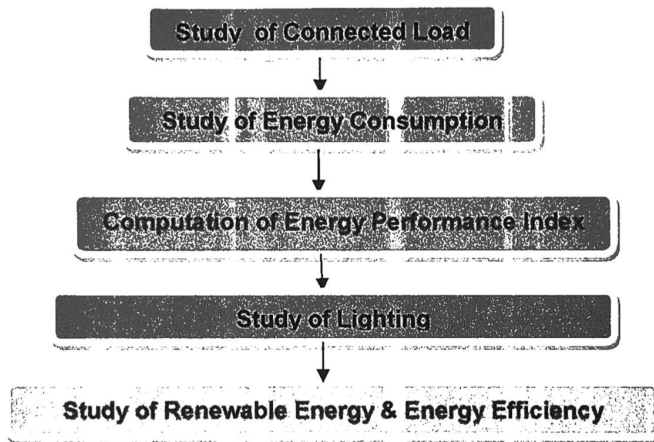 Study of Connected Load
Study of Energy Consumption
Computation of Energy Performance Index
Study of Lighting
Study of Renewable Energy & Energy Efficiency